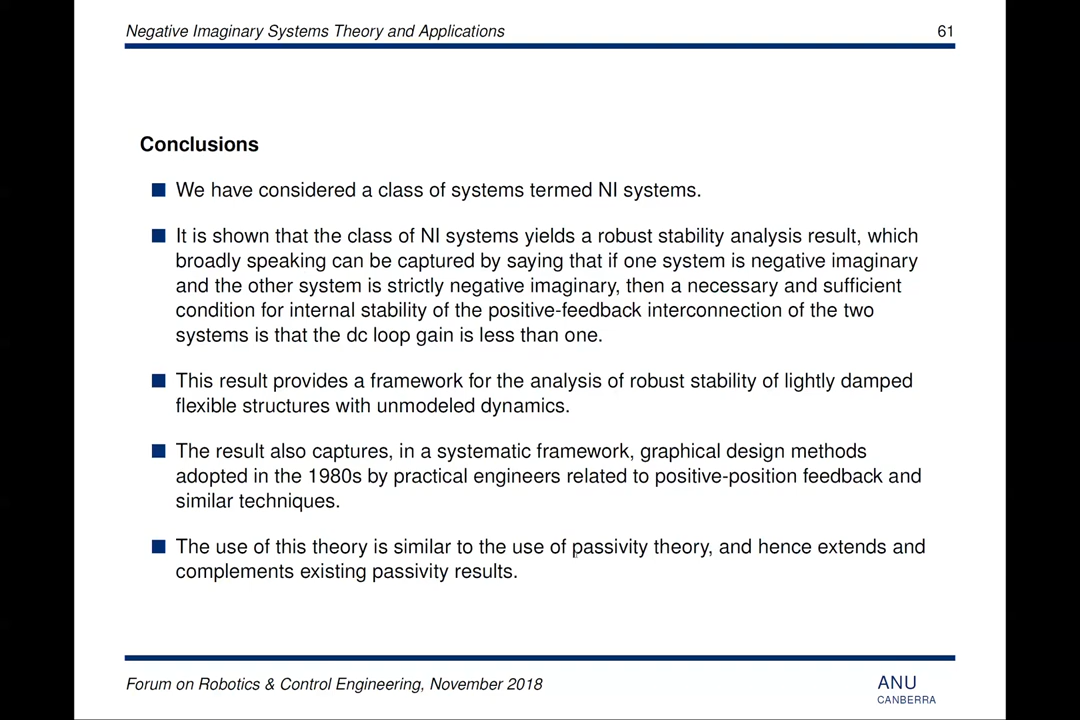 Negative Imaginary Systems Theory and Applications 61
Conclusions
We have considered a class of systems termed NI systems.
It is shown that the class of NI systems yields a robust stability analysis result, which
broadly speaking can be captured by saying that if one system is negative imaginary
and the other system is strictly negative imaginary, then a necessary and sufficient
condition for internal stability of the positive-feedback interconnection of the two
systems is that the dc loop gain is less than one.
This result provides a framework for the analysis of robust stability of lightly damped
flexible structures with unmodeled dynamics.
The result also captures, in a systematic framework, graphical design methods
adopted in the 1980s by practical engineers related to positive-position feedback and
similar techniques.
The use of this theory is similar to the use of passivity theory, and hence extends and
complements existing passivity results.
Forum on Robotics & Control Engineering, November 2018
ANU
CANBERRA